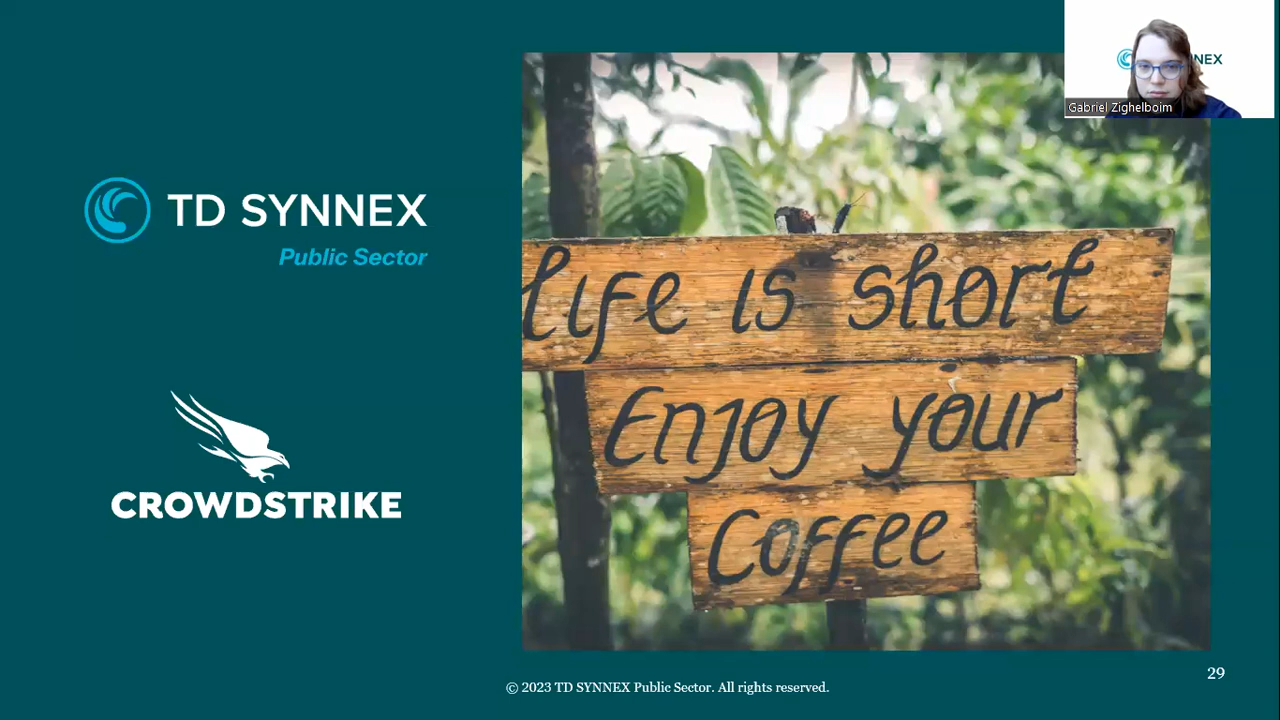 TD SYNNEX
Public Sector
CROWDSTRIKE
life is short
Enjoy your
Coffee
NEX
Gabriel Zighelboim
29
© 2023 TD SYNNEX Public Sector. All rights reserved.